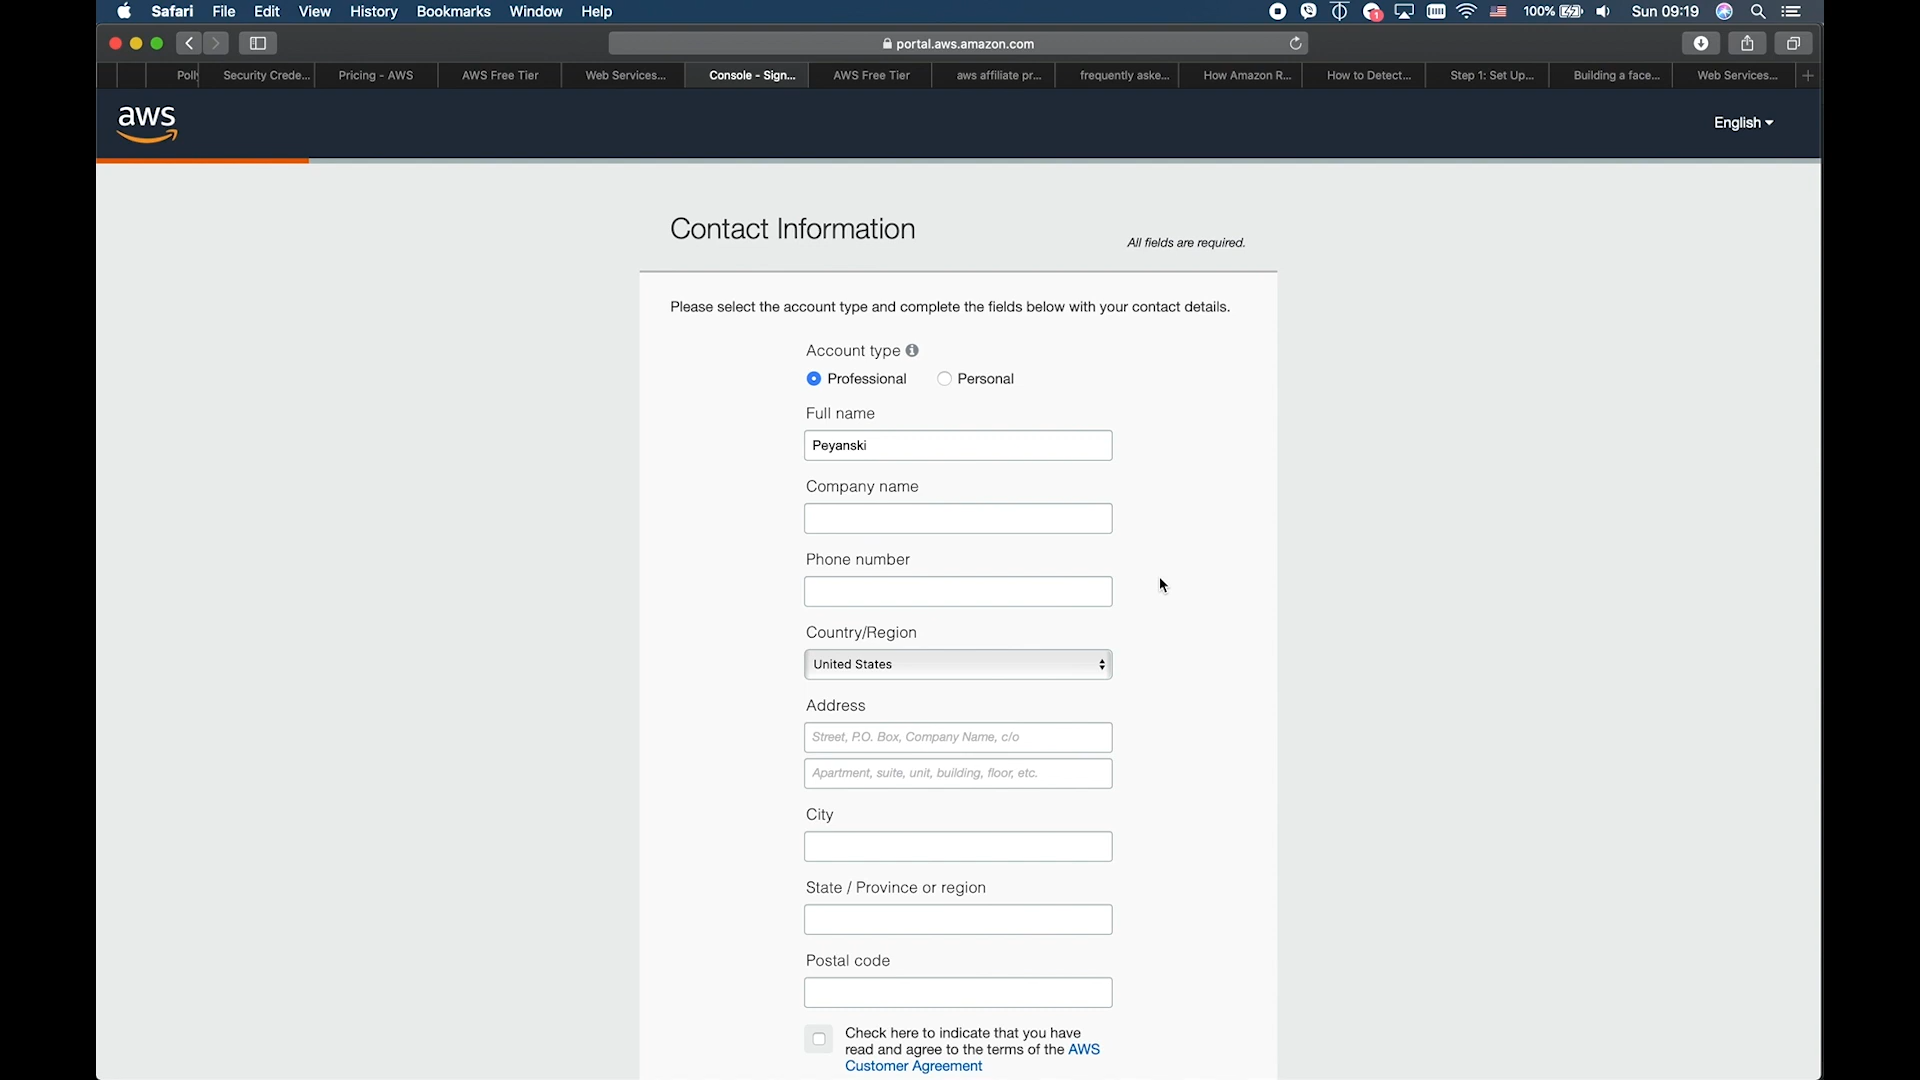 Safari File Edit View History Bookmarks Window Help 1 100% Sun 09:19
portal.aws.amazon.com
Poll Security Crede... Pricing - AWS AWS Free Tier Web Services... Console - Sign... AWS Free Tier aws affiliate pr... frequently aske... How Amazon R... How to Detect... Step 1: Set Up... Building a face... Web Services...
aws
English
Contact Information
All fields are required.
Please select the account type and complete the fields below with your contact details.
Account type
Professional Personal
Full name
Peyanski
Company name
Phone number
Country/Region
United States
Address
Street, P.O. Box, Company Name, c/o
Apartment, suite, unit, building, floor, etc.
City
State / Province or region
Postal code
Check here to indicate that you have
read and agree to the terms of the AWS
Customer Agreement